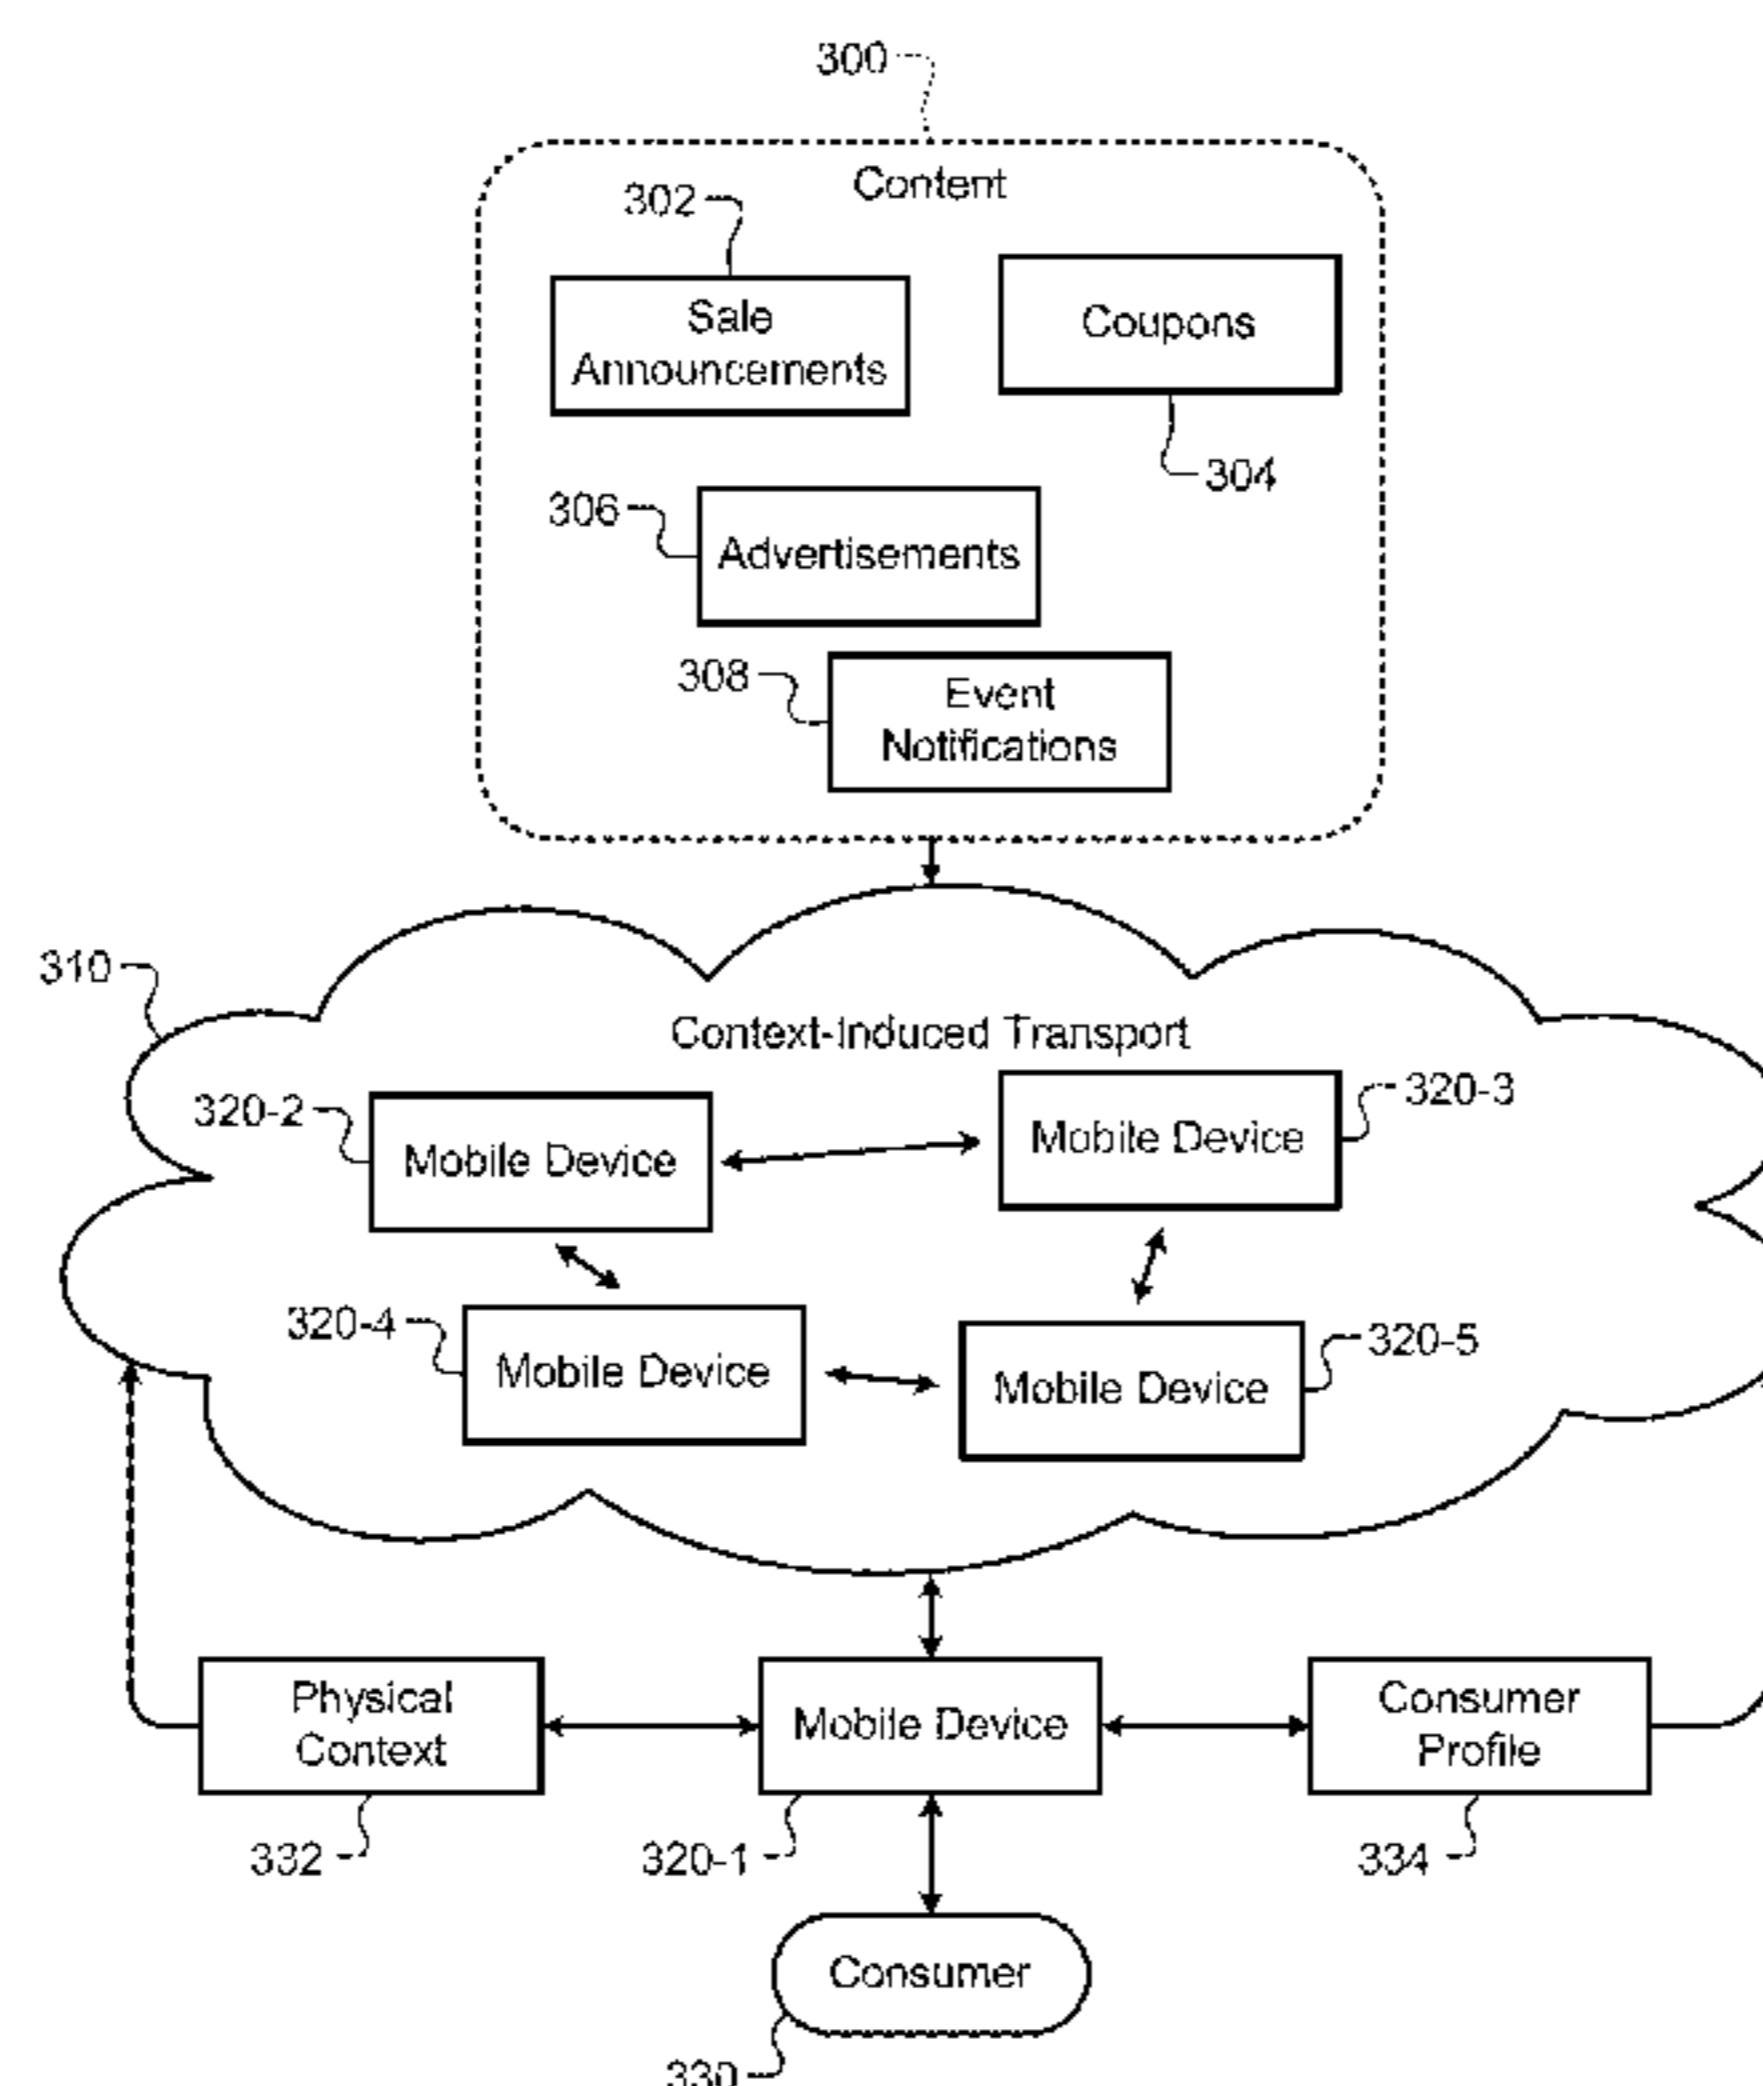 300
Content
302
Sale
Announcements
Coupons
304
306
Advertisements
308
Event
Notifications
310
Context-Induced Transport
320-2
Mobile Device
320-3
Mobile Device
320-4
Mobile Device
320-5
Mobile Device
Physical
Context
Mobile Device
Consumer
Profile
332
320-1
334
Consumer
330